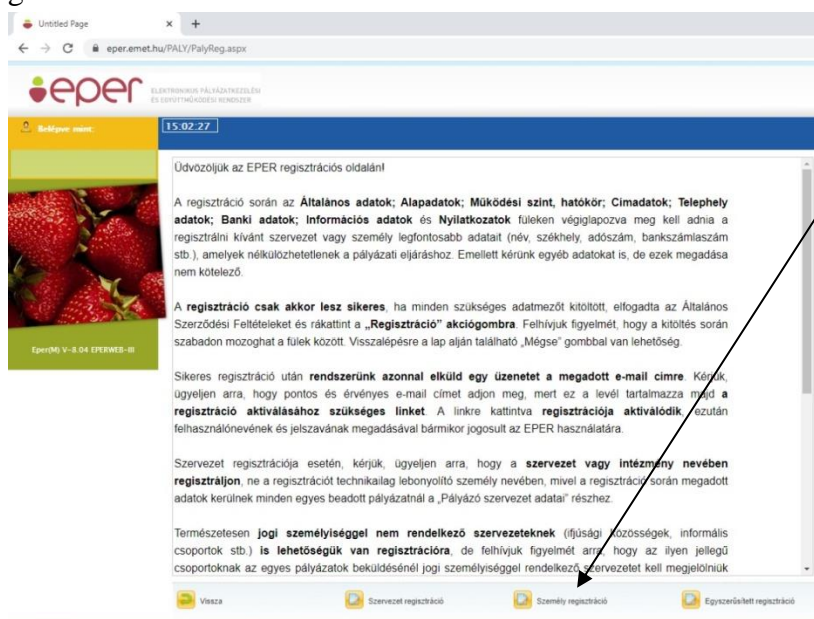 Untitled Page
eper.emet.hu/PALY/PalyReg.aspx
eper
ELEKTRONIKUS PÁLYÁZATKEZELÉSI
ÉS EGYÜTTMŰKÖDÉSI RENDSZER
Belépve mint:
15:02:27
Üdvözöljük az EPER regisztrációs oldalán!
A regisztráció során az Általános adatok; Alapadatok; Működési szint, hatókör; Címadatok; Telephely
adatok; Banki adatok; Információs adatok és Nyilatkozatok füleken végiglapozva meg kell adnia a
regisztrálni kívánt szervezet vagy személy legfontosabb adatait (név, székhely, adószám, bankszámlaszám
stb.), amelyek nélkülözhetetlenek a pályázati eljáráshoz. Emellett kérünk egyéb adatokat is, de ezek megadása
nem kötelező.
A regisztráció csak akkor lesz sikeres, ha minden szükséges adatmezőt kitöltött, elfogadta az Általános
Szerződési Feltételeket és rákattint a „Regisztráció" akciógombra. Felhívjuk figyelmét, hogy a kitöltés során
szabadon mozoghat a fülek között. Visszalépésre a lap alján található „Mégse" gombbal van lehetőség.
Eper(M) V-8.04 EPERWEB-III
Sikeres regisztráció után rendszerünk azonnal elküld egy üzenetet a megadott e-mail címre. Kérjük,
ügyeljen arra, hogy pontos és érvényes e-mail címet adjon meg, mert ez a levél tartalmazza majd a
regisztráció aktiválásához szükséges linket. A linkre kattintva regisztrációja aktiválódik, ezután
felhasználónevének és jelszavának megadásával bármikor jogosult az EPER használatára.
Szervezet regisztrációja esetén, kérjük, ügyeljen arra, hogy a szervezet vagy intézmény nevében
regisztráljon, ne a regisztrációt technikailag lebonyolító személy nevében, mivel a regisztráció során megadott
adatok kerülnek minden egyes beadott pályázatnál a „Pályázó szervezet adatai" részhez.
Természetesen jogi személyiséggel nem rendelkező szervezeteknek (ifjúsági közösségek, informális
csoportok stb.) is lehetőségük van regisztrációra, de felhívjuk figyelmét arra, hogy az ilyen jellegű
csoportoknak az egyes pályázatok beküldésénél jogi személyiséggel rendelkező szervezetet kell megjelölniük
Vissza
Szervezet regisztráció
Személy regisztráció
Egyszerűsített regisztráció